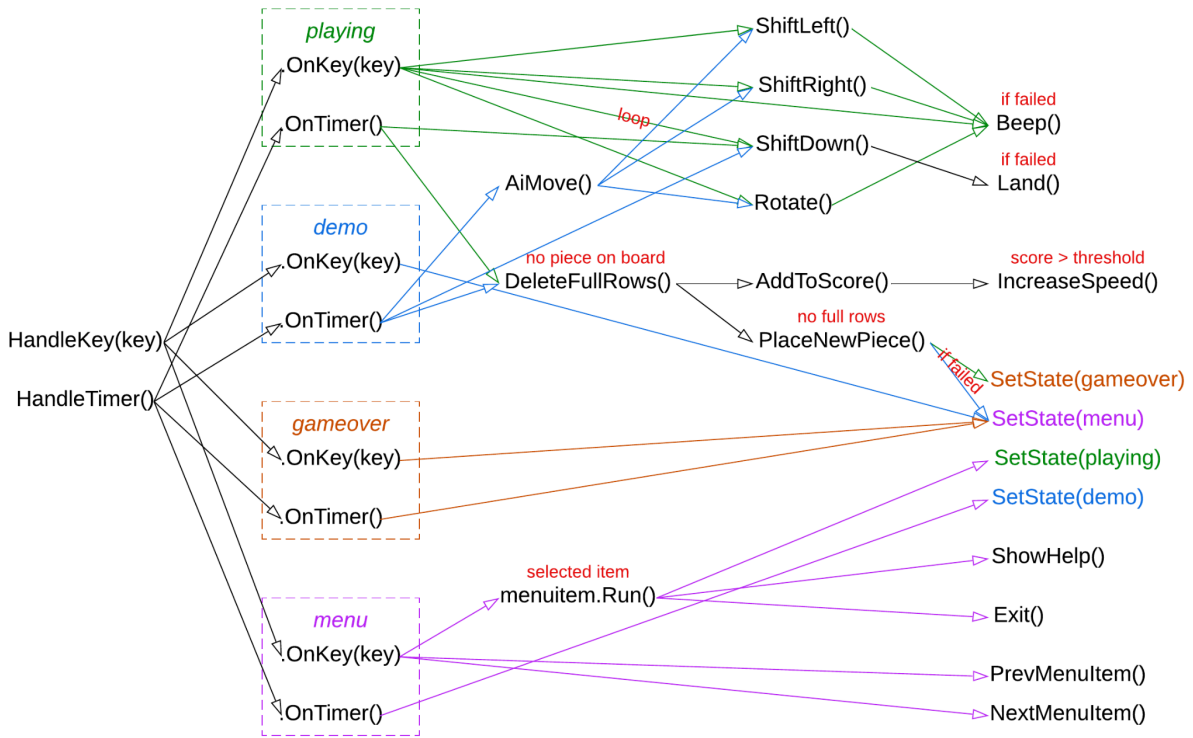 HandleKey(key)
HandleTimer()
playing
.OnKey(key)
.OnTimer()
demo
.OnKey(key)
.OnTimer()
gameover
.OnKey(key)
.OnTimer()
menu
.OnKey(key)
.OnTimer()
loop
AiMove()
no piece on board
DeleteFullRows()
selected item
menuitem.Run()
ShiftLeft()
ShiftRight()
ShiftDown()
Rotate()
AddToScore()
no full rows
PlaceNewPiece()
if failed
if failed
Beep()
if failed
Land()
score > threshold
IncreaseSpeed()
SetState(gameover)
SetState(menu)
SetState(playing)
SetState(demo)
ShowHelp()
Exit()
PrevMenuItem()
NextMenuItem()